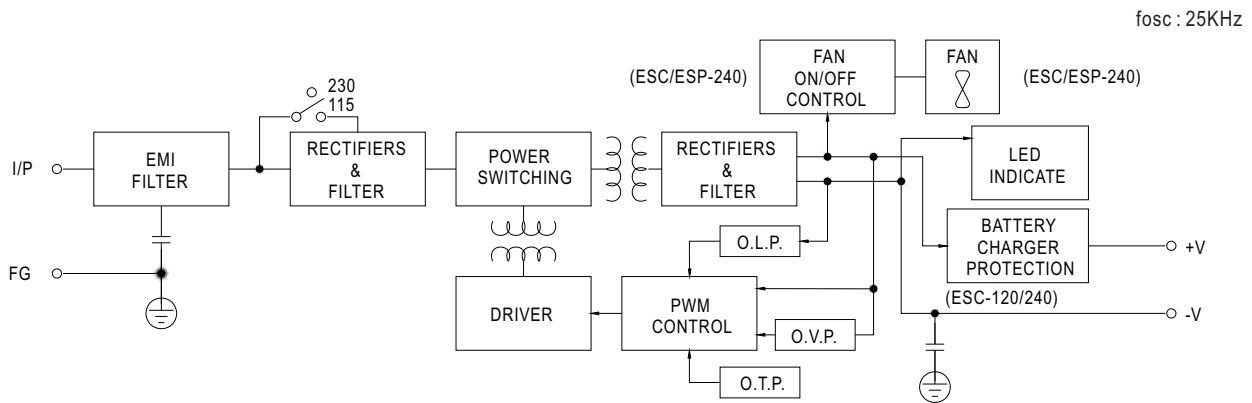 fosc : 25KHz
(ESC/ESP-240)
FAN
ON/OFF
CONTROL
FAN
(ESC/ESP-240)
230
115
I/P
EMI
FILTER
RECTIFIERS
&
FILTER
POWER
SWITCHING
RECTIFIERS
&
FILTER
LED
INDICATE
O.L.P.
BATTERY
CHARGER
PROTECTION
+V
FG
(ESC-120/240)
DRIVER
PWM
CONTROL
-V
O.V.P.
O.T.P.